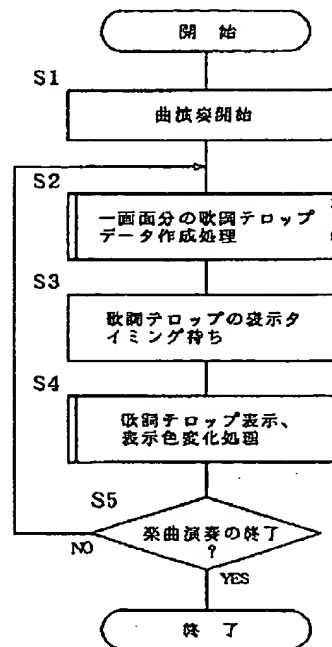 開 始
S1
曲演奏開始
S2
一画面分の歌詞テロップ
データ作成処理
S3
歌詞テロップの表示タ
イミング待ち
S4
歌詞テロップ表示、
表示色変化処理
S5
楽曲演奏の終了
?
NO
YES
終 了